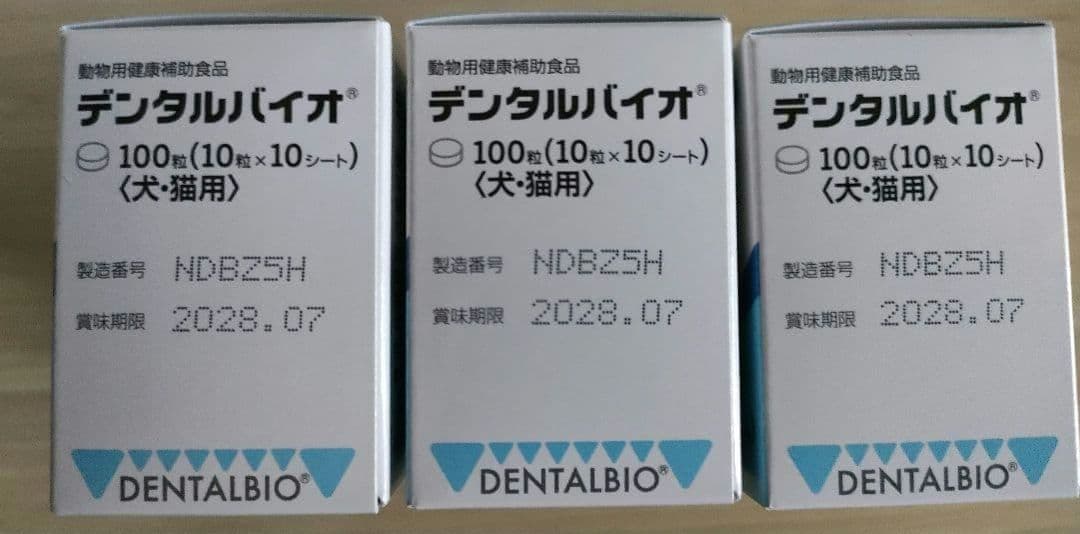 動物用健康補助食品
デンタルバイオ®
100粒(10粒×10シート)
〈犬・猫用〉
製造番号 NDBZ5H
賞味期限 2028.07
DENTALBIO®
動物用健康補助食品
デンタルバイオ®
100粒(10粒×10シート)
〈犬・猫用〉
製造番号 NDBZ5H
賞味期限 2028.07
DENTALBIO®
動物用健康補助食品
デンタルバイオ®
100粒(10粒×10シート)
〈犬・猫用〉
製造番号 NDBZ5H
賞味期限 2028.07
DENTALBIO®